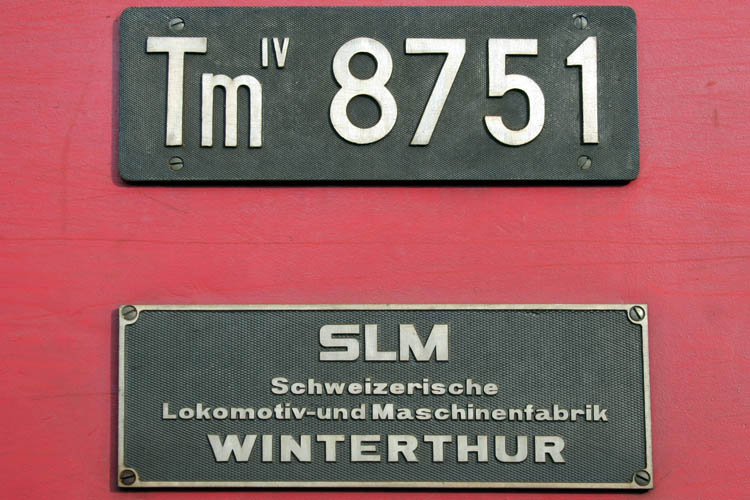 Tm IV 8751
SLM
Schweizerische
Lokomotiv-und Maschinenfabrik
WINTERTHUR